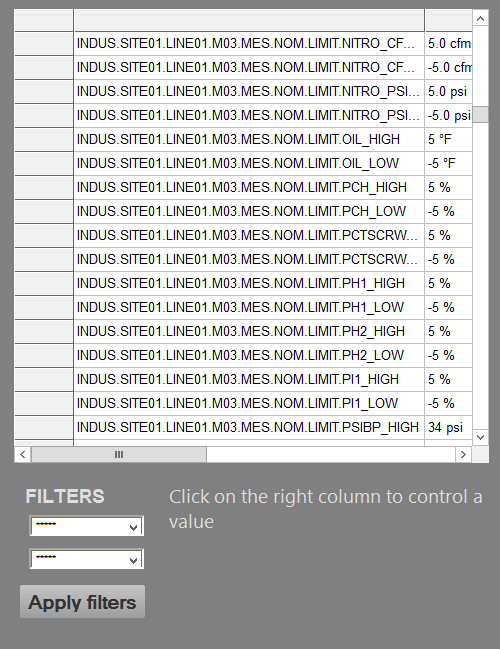 INDUS.SITE01.LINE01.M03.MES.NOM.LIMIT.NITRO_CF... 5.0 cfm
INDUS.SITE01.LINE01.M03.MES.NOM.LIMIT.NITRO_CF... -5.0 cfm
INDUS.SITE01.LINE01.M03.MES.NOM.LIMIT.NITRO_PSI... 5.0 psi
INDUS.SITE01.LINE01.M03.MES.NOM.LIMIT.NITRO_PSI... -5.0 psi
INDUS.SITE01.LINE01.M03.MES.NOM.LIMIT.OIL_HIGH 5 °F
INDUS.SITE01.LINE01.M03.MES.NOM.LIMIT.OIL_LOW -5 °F
INDUS.SITE01.LINE01.M03.MES.NOM.LIMIT.PCH_HIGH 5 %
INDUS.SITE01.LINE01.M03.MES.NOM.LIMIT.PCH_LOW -5 %
INDUS.SITE01.LINE01.M03.MES.NOM.LIMIT.PCTSCRW... 5 %
INDUS.SITE01.LINE01.M03.MES.NOM.LIMIT.PCTSCRW... -5 %
INDUS.SITE01.LINE01.M03.MES.NOM.LIMIT.PH1_HIGH 5 %
INDUS.SITE01.LINE01.M03.MES.NOM.LIMIT.PH1_LOW -5 %
INDUS.SITE01.LINE01.M03.MES.NOM.LIMIT.PH2_HIGH 5 %
INDUS.SITE01.LINE01.M03.MES.NOM.LIMIT.PH2_LOW -5 %
INDUS.SITE01.LINE01.M03.MES.NOM.LIMIT.PI1_HIGH 5 %
INDUS.SITE01.LINE01.M03.MES.NOM.LIMIT.PI1_LOW -5 %
INDUS.SITE01.LINE01.M03.MES.NOM.LIMIT.PSIBP_HIGH 34 psi
FILTERS
*****
*****
Apply filters
Click on the right column to control a
value